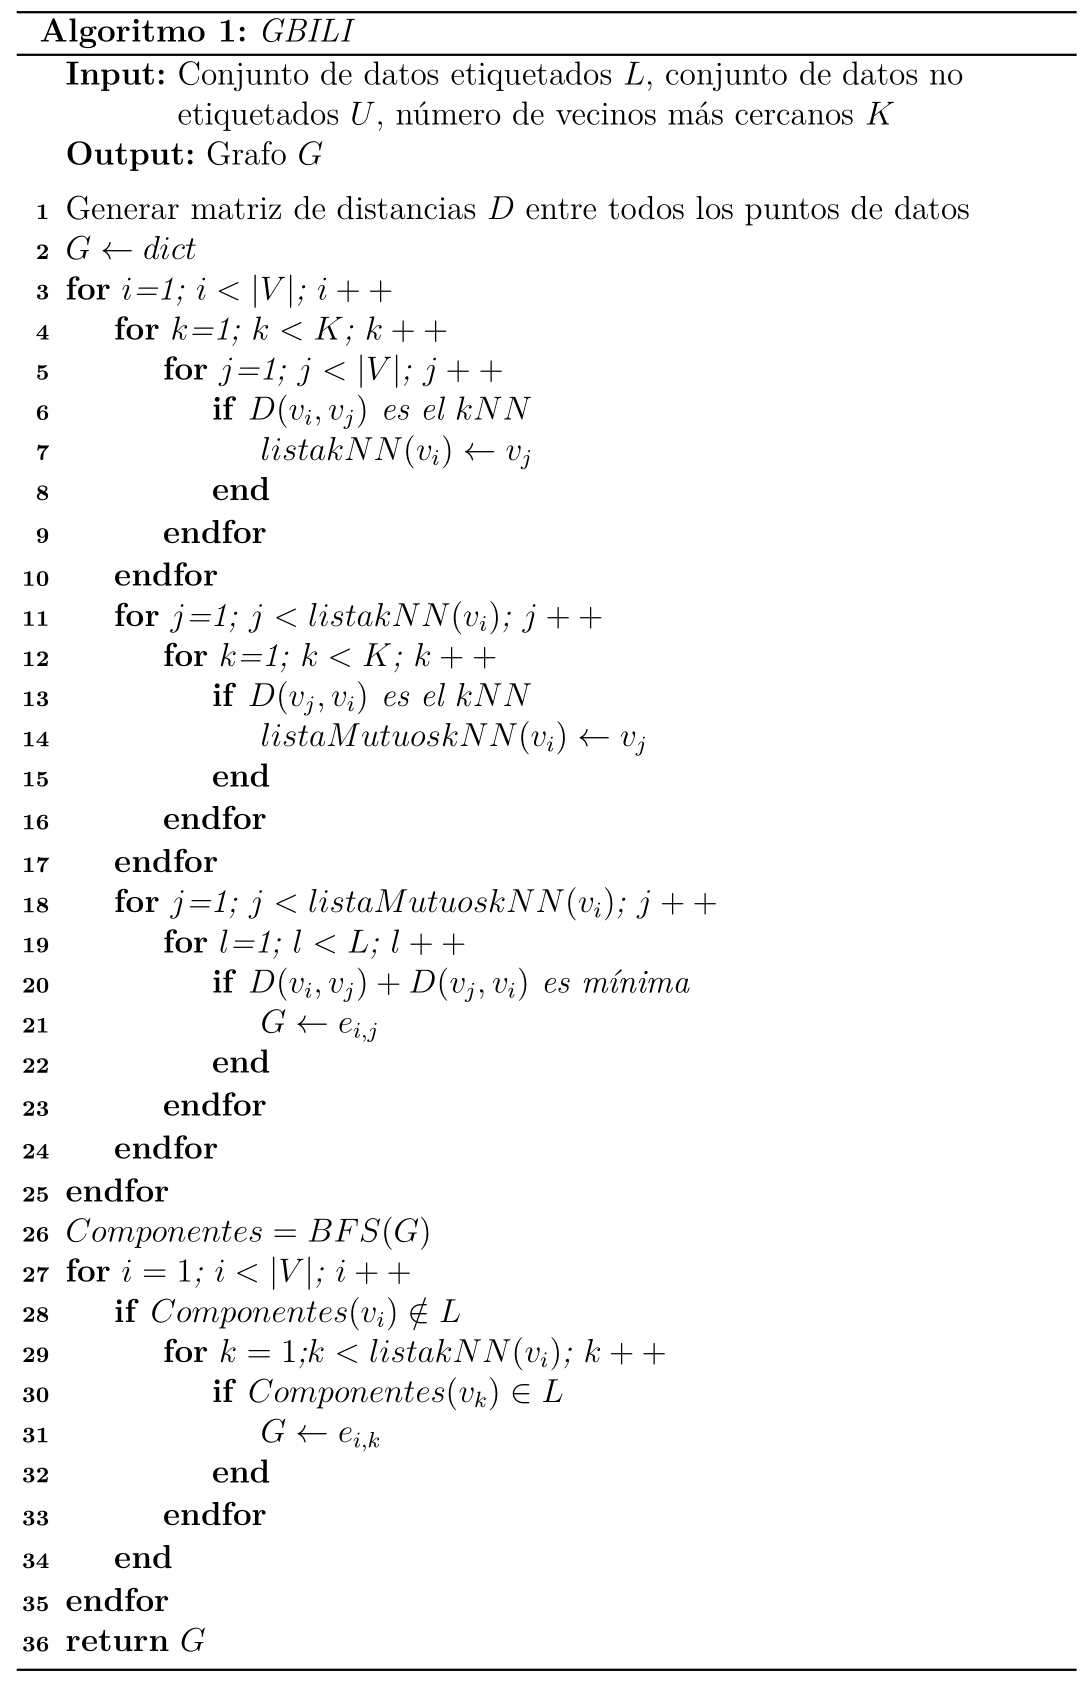 Algoritmo 1: GBILI
Input: Conjunto de datos etiquetados L, conjunto de datos no
etiquetados U, número de vecinos más cercanos K
Output: Grafo G
1 Generar matriz de distancias D entre todos los puntos de datos
2 G ← dict
3 for i=1; i < |V|; i + +
4 for k=1; k < K; k + +
5 for j=1; j < |V|; j + +
6 if D(v_i, v_j) es el kNN
7 listakNN(v_i) ← v_j
8 end
9 endfor
10 endfor
11 for j=1; j < listakNN(v_i); j + +
12 for k=1; k < K; k + +
13 if D(v_j, v_i) es el kNN
14 listaMutuoskNN(v_i) ← v_j
15 end
16 endfor
17 endfor
18 for j=1; j < listaMutuoskNN(v_i); j + +
19 for l=1; l < L; l + +
20 if D(v_i, v_j) + D(v_j, v_i) es mínima
21 G ← e_{i,j}
22 end
23 endfor
24 endfor
25 endfor
26 Componentes = BFS(G)
27 for i = 1; i < |V|; i + +
28 if Componentes(v_i) ∉ L
29 for k = 1;k < listakNN(v_i); k + +
30 if Componentes(v_k) ∈ L
31 G ← e_{i,k}
32 end
33 endfor
34 end
35 endfor
36 return G